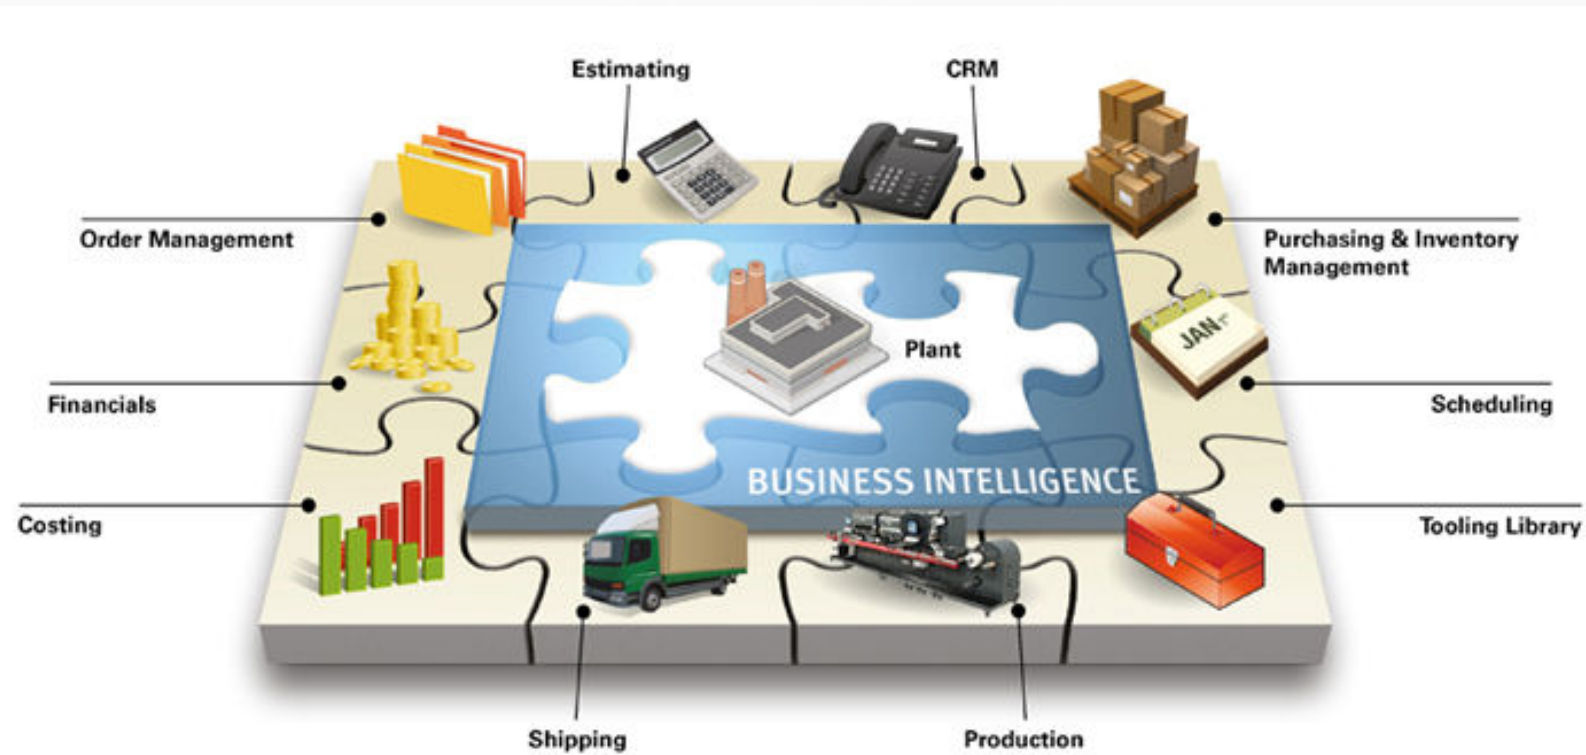 Estimating
CRM
Order Management
Purchasing & Inventory
Management
JAN
Plant
Financials
Scheduling
BUSINESS INTELLIGENCE
Costing
Tooling Library
Shipping
Production